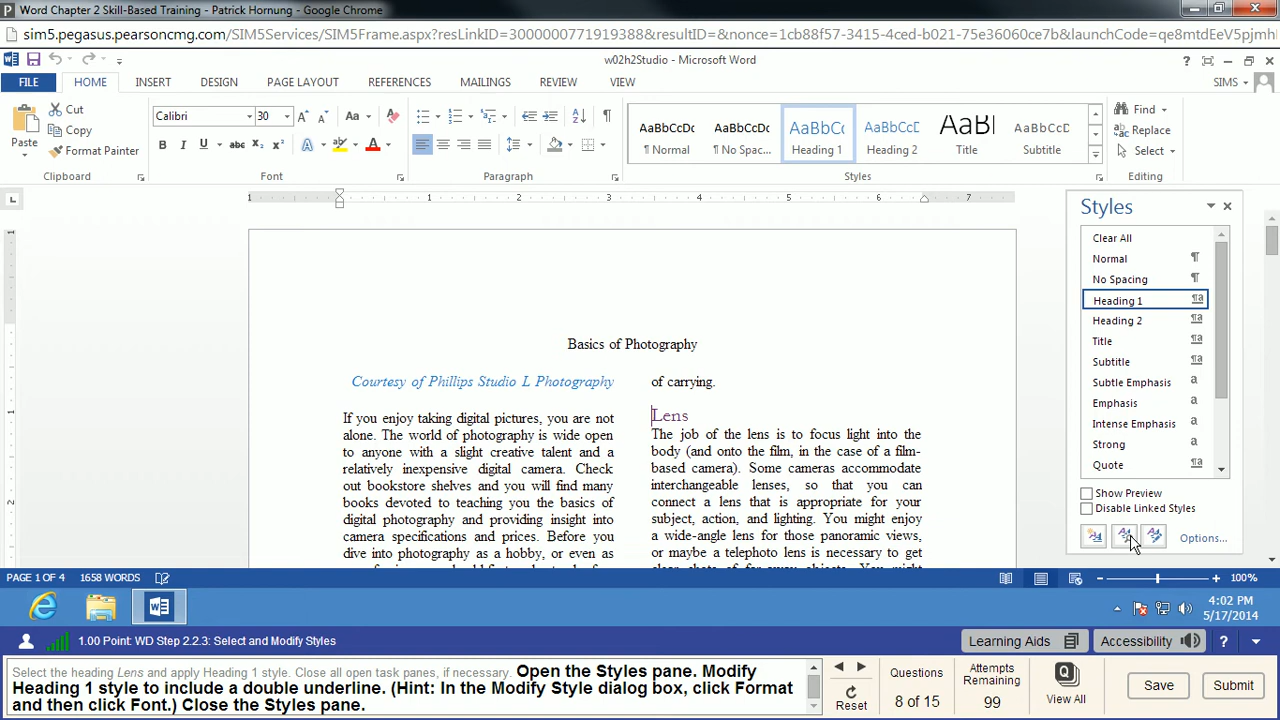 Word Chapter 2 Skill-Based Training - Patrick Hornung - Google Chrome
sim5.pegasus.pearsoncmg.com/SIM5Services/SIM5Frame.aspx?resLinkID=3000000771919388&resultID=&nonce=1cb88f57-3415-4ced-b021-75e36060ce7b&launchCode=qe8mtdEeV5pjmhl
w02h2Studio - Microsoft Word
FILE HOME INSERT DESIGN PAGE LAYOUT REFERENCES MAILINGS REVIEW VIEW SIMS
Paste
Cut
Copy
Format Painter
Clipboard
Calibri 30
Font
Paragraph
AaBbCcDc AaBbCcDc AaBbCc AaBbCcD AaBl AaBbCcD
¶ Normal ¶ No Spac... Heading 1 Heading 2 Title Subtitle
Styles
Find
Replace
Select
Editing
1 1 2 3 4 5 6 7
1
1
2
Basics of Photography
Courtesy of Phillips Studio L Photography
If you enjoy taking digital pictures, you are not
alone. The world of photography is wide open
to anyone with a slight creative talent and a
relatively inexpensive digital camera. Check
out bookstore shelves and you will find many
books devoted to teaching you the basics of
digital photography and providing insight into
camera specifications and prices. Before you
dive into photography as a hobby, or even as
of carrying.
Lens
The job of the lens is to focus light into the
body (and onto the film, in the case of a film-
based camera). Some cameras accommodate
interchangeable lenses, so that you can
connect a lens that is appropriate for your
subject, action, and lighting. You might enjoy
a wide-angle lens for those panoramic views,
or maybe a telephoto lens is necessary to get
Styles
Clear All
Normal ¶
No Spacing ¶
Heading 1 ¶a
Heading 2 ¶a
Title ¶a
Subtitle ¶a
Subtle Emphasis a
Emphasis a
Intense Emphasis a
Strong a
Quote ¶a
Show Preview
Disable Linked Styles
Options...
PAGE 1 OF 4 1658 WORDS 100%
4:02 PM
5/17/2014
1.00 Point: WD Step 2.2.3: Select and Modify Styles
Learning Aids
Accessibility
?
Select the heading Lens and apply Heading 1 style. Close all open task panes, if necessary. Open the Styles pane. Modify
Heading 1 style to include a double underline. (Hint: In the Modify Style dialog box, click Format
and then click Font.) Close the Styles pane.
Reset
Questions
8 of 15
Attempts
Remaining
99
View All
Save
Submit